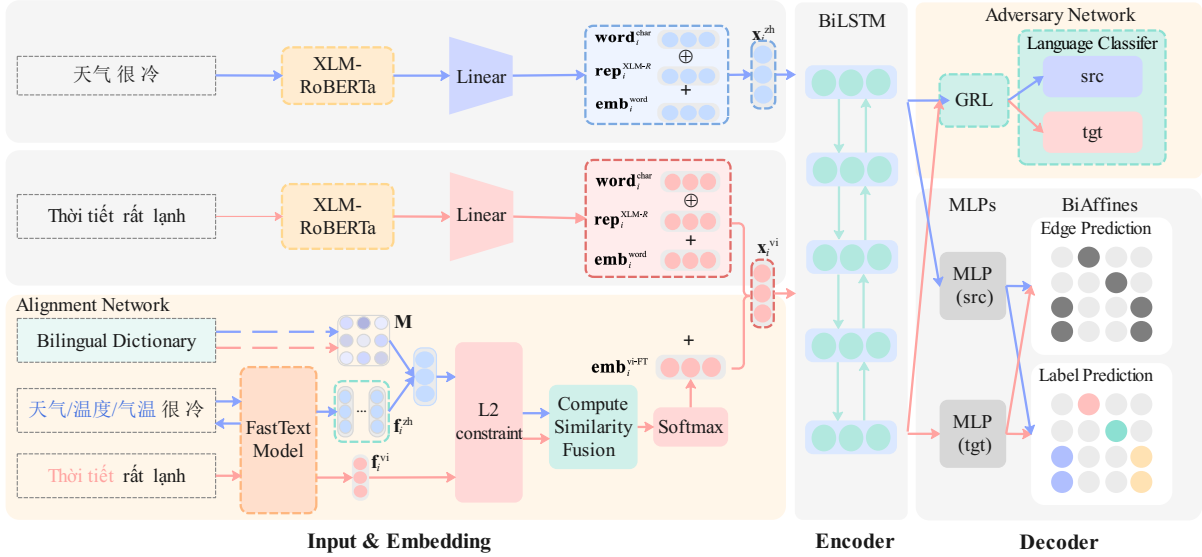 天气 很 冷
XLM-
RoBERTa
Linear
word_i^char
⊕
rep_i^XLM-R
+
emb_i^word
x_i^zh
Thời tiết rất lạnh
XLM-
RoBERTa
Linear
word_i^char
⊕
rep_i^XLM-R
+
emb_i^word
x_i^vi
Alignment Network
Bilingual Dictionary
M
天气/温度/气温 很 冷
FastText
Model
...
f_i^zh
Thời tiết rất lạnh
f_i^vi
L2
constraint
Compute
Similarity
Fusion
Softmax
+
emb_i^vi-FT
Input & Embedding
BiLSTM
Encoder
Adversary Network
Language Classifer
GRL
src
tgt
MLPs
BiAffines
Edge Prediction
MLP
(src)
Label Prediction
MLP
(tgt)
Decoder